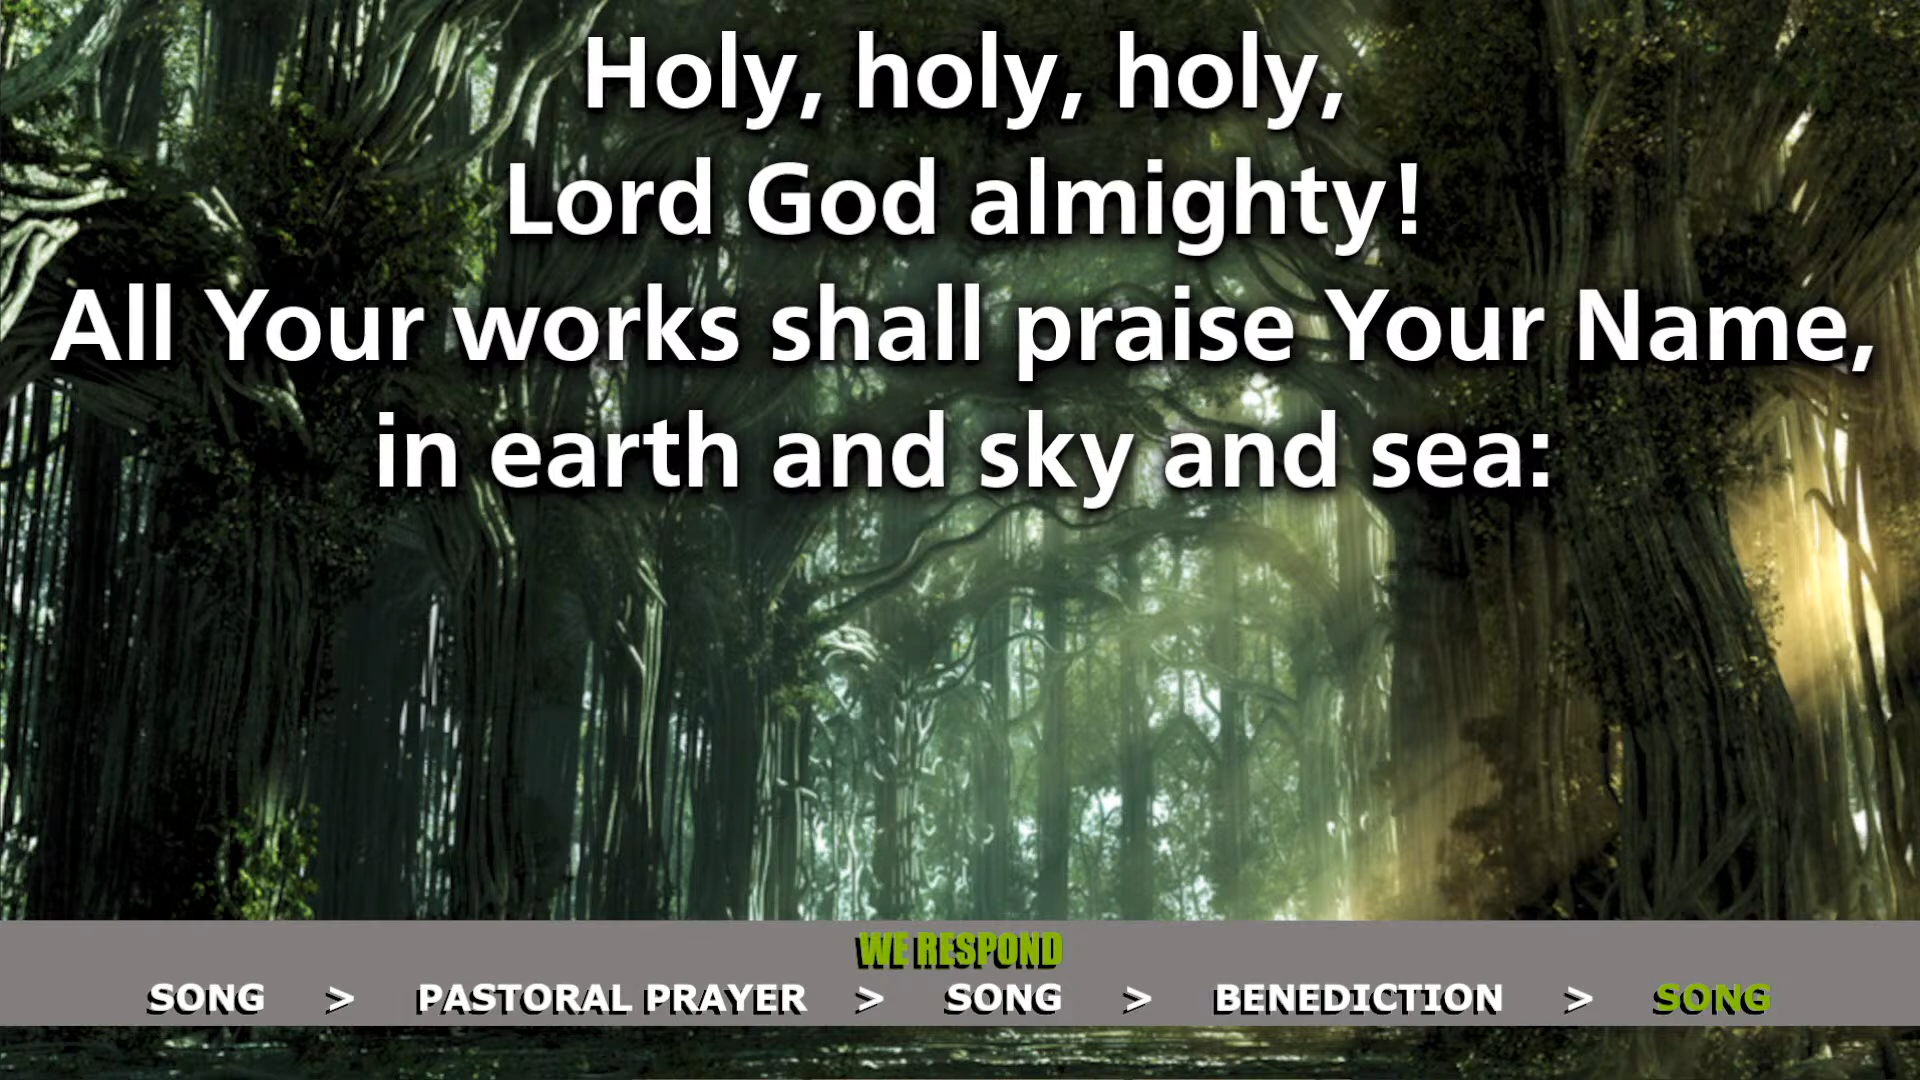 Holy, holy, holy,
Lord God almighty!
All Your works shall praise Your Name,
in earth and sky and sea:
WE RESPOND
SONG > PASTORAL PRAYER > SONG > BENEDICTION > SONG